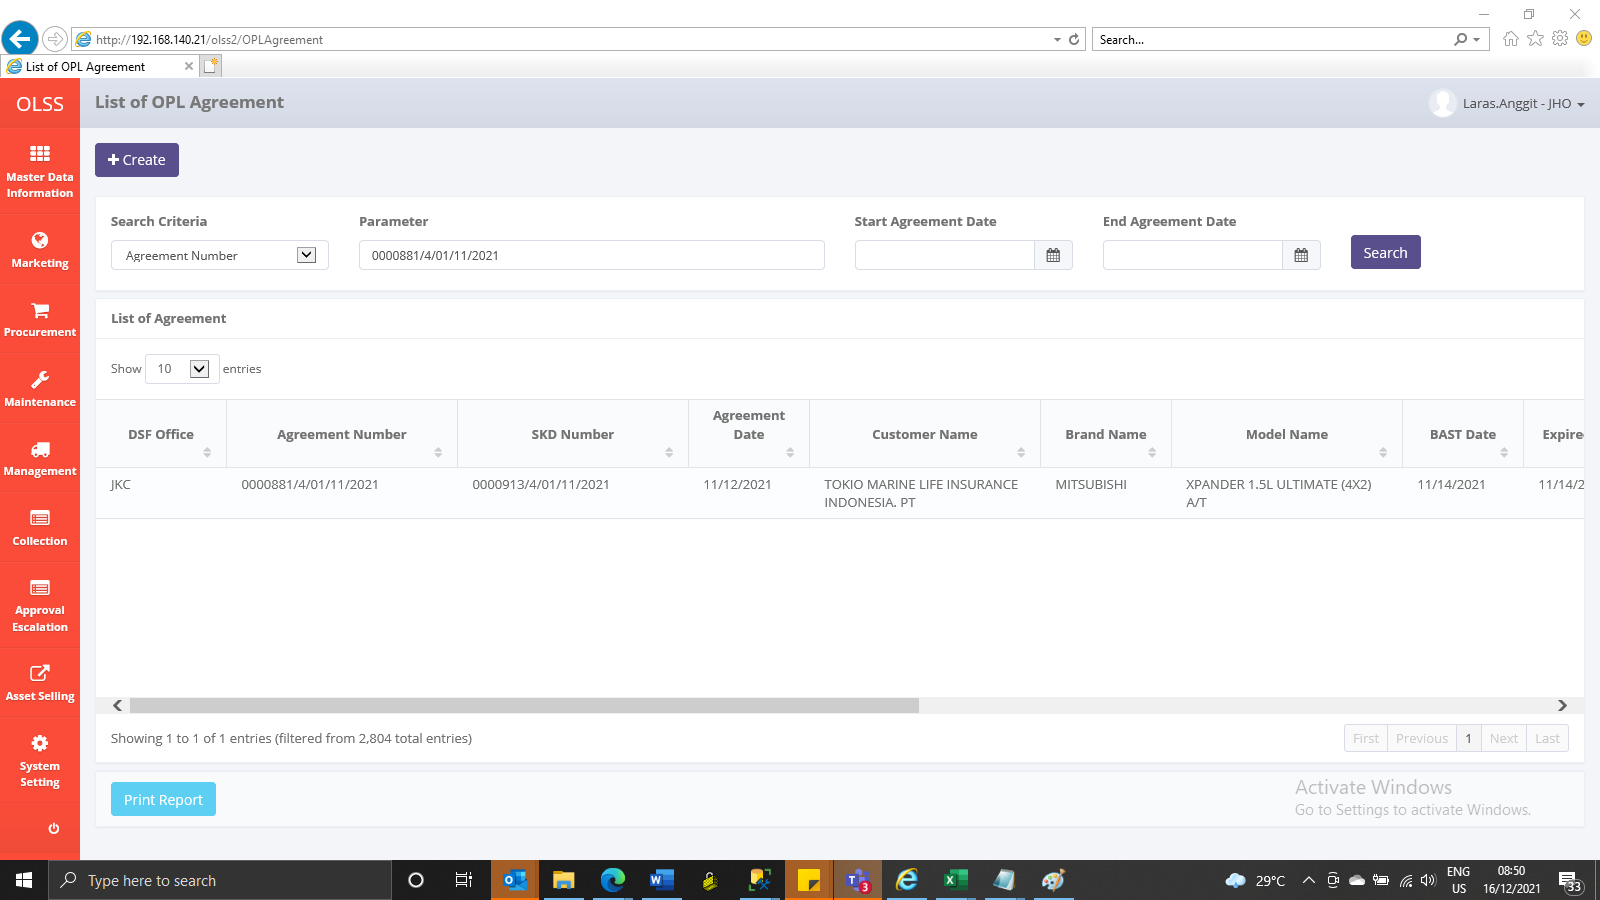 http://192.168.140.21/olss2/OPLAgreement
Search...
List of OPL Agreement
OLSS
List of OPL Agreement
Laras.Anggit - JHO
Create
Master Data
Information
Marketing
Procurement
Maintenance
Management
Collection
Approval
Escalation
Asset Selling
System
Setting
Search Criteria
Parameter
Start Agreement Date
End Agreement Date
Agreement Number
0000881/4/01/11/2021
Search
List of Agreement
Show 10 entries
DSF Office
Agreement Number
SKD Number
Agreement
Date
Customer Name
Brand Name
Model Name
BAST Date
Expire
JKC
0000881/4/01/11/2021
0000913/4/01/11/2021
11/12/2021
TOKIO MARINE LIFE INSURANCE
INDONESIA. PT
MITSUBISHI
XPANDER 1.5L ULTIMATE (4X2)
A/T
11/14/2021
11/14/2
Showing 1 to 1 of 1 entries (filtered from 2,804 total entries)
First Previous 1 Next Last
Print Report
Activate Windows
Go to Settings to activate Windows.
Type here to search
3
29°C
ENG
US
08:50
16/12/2021
33